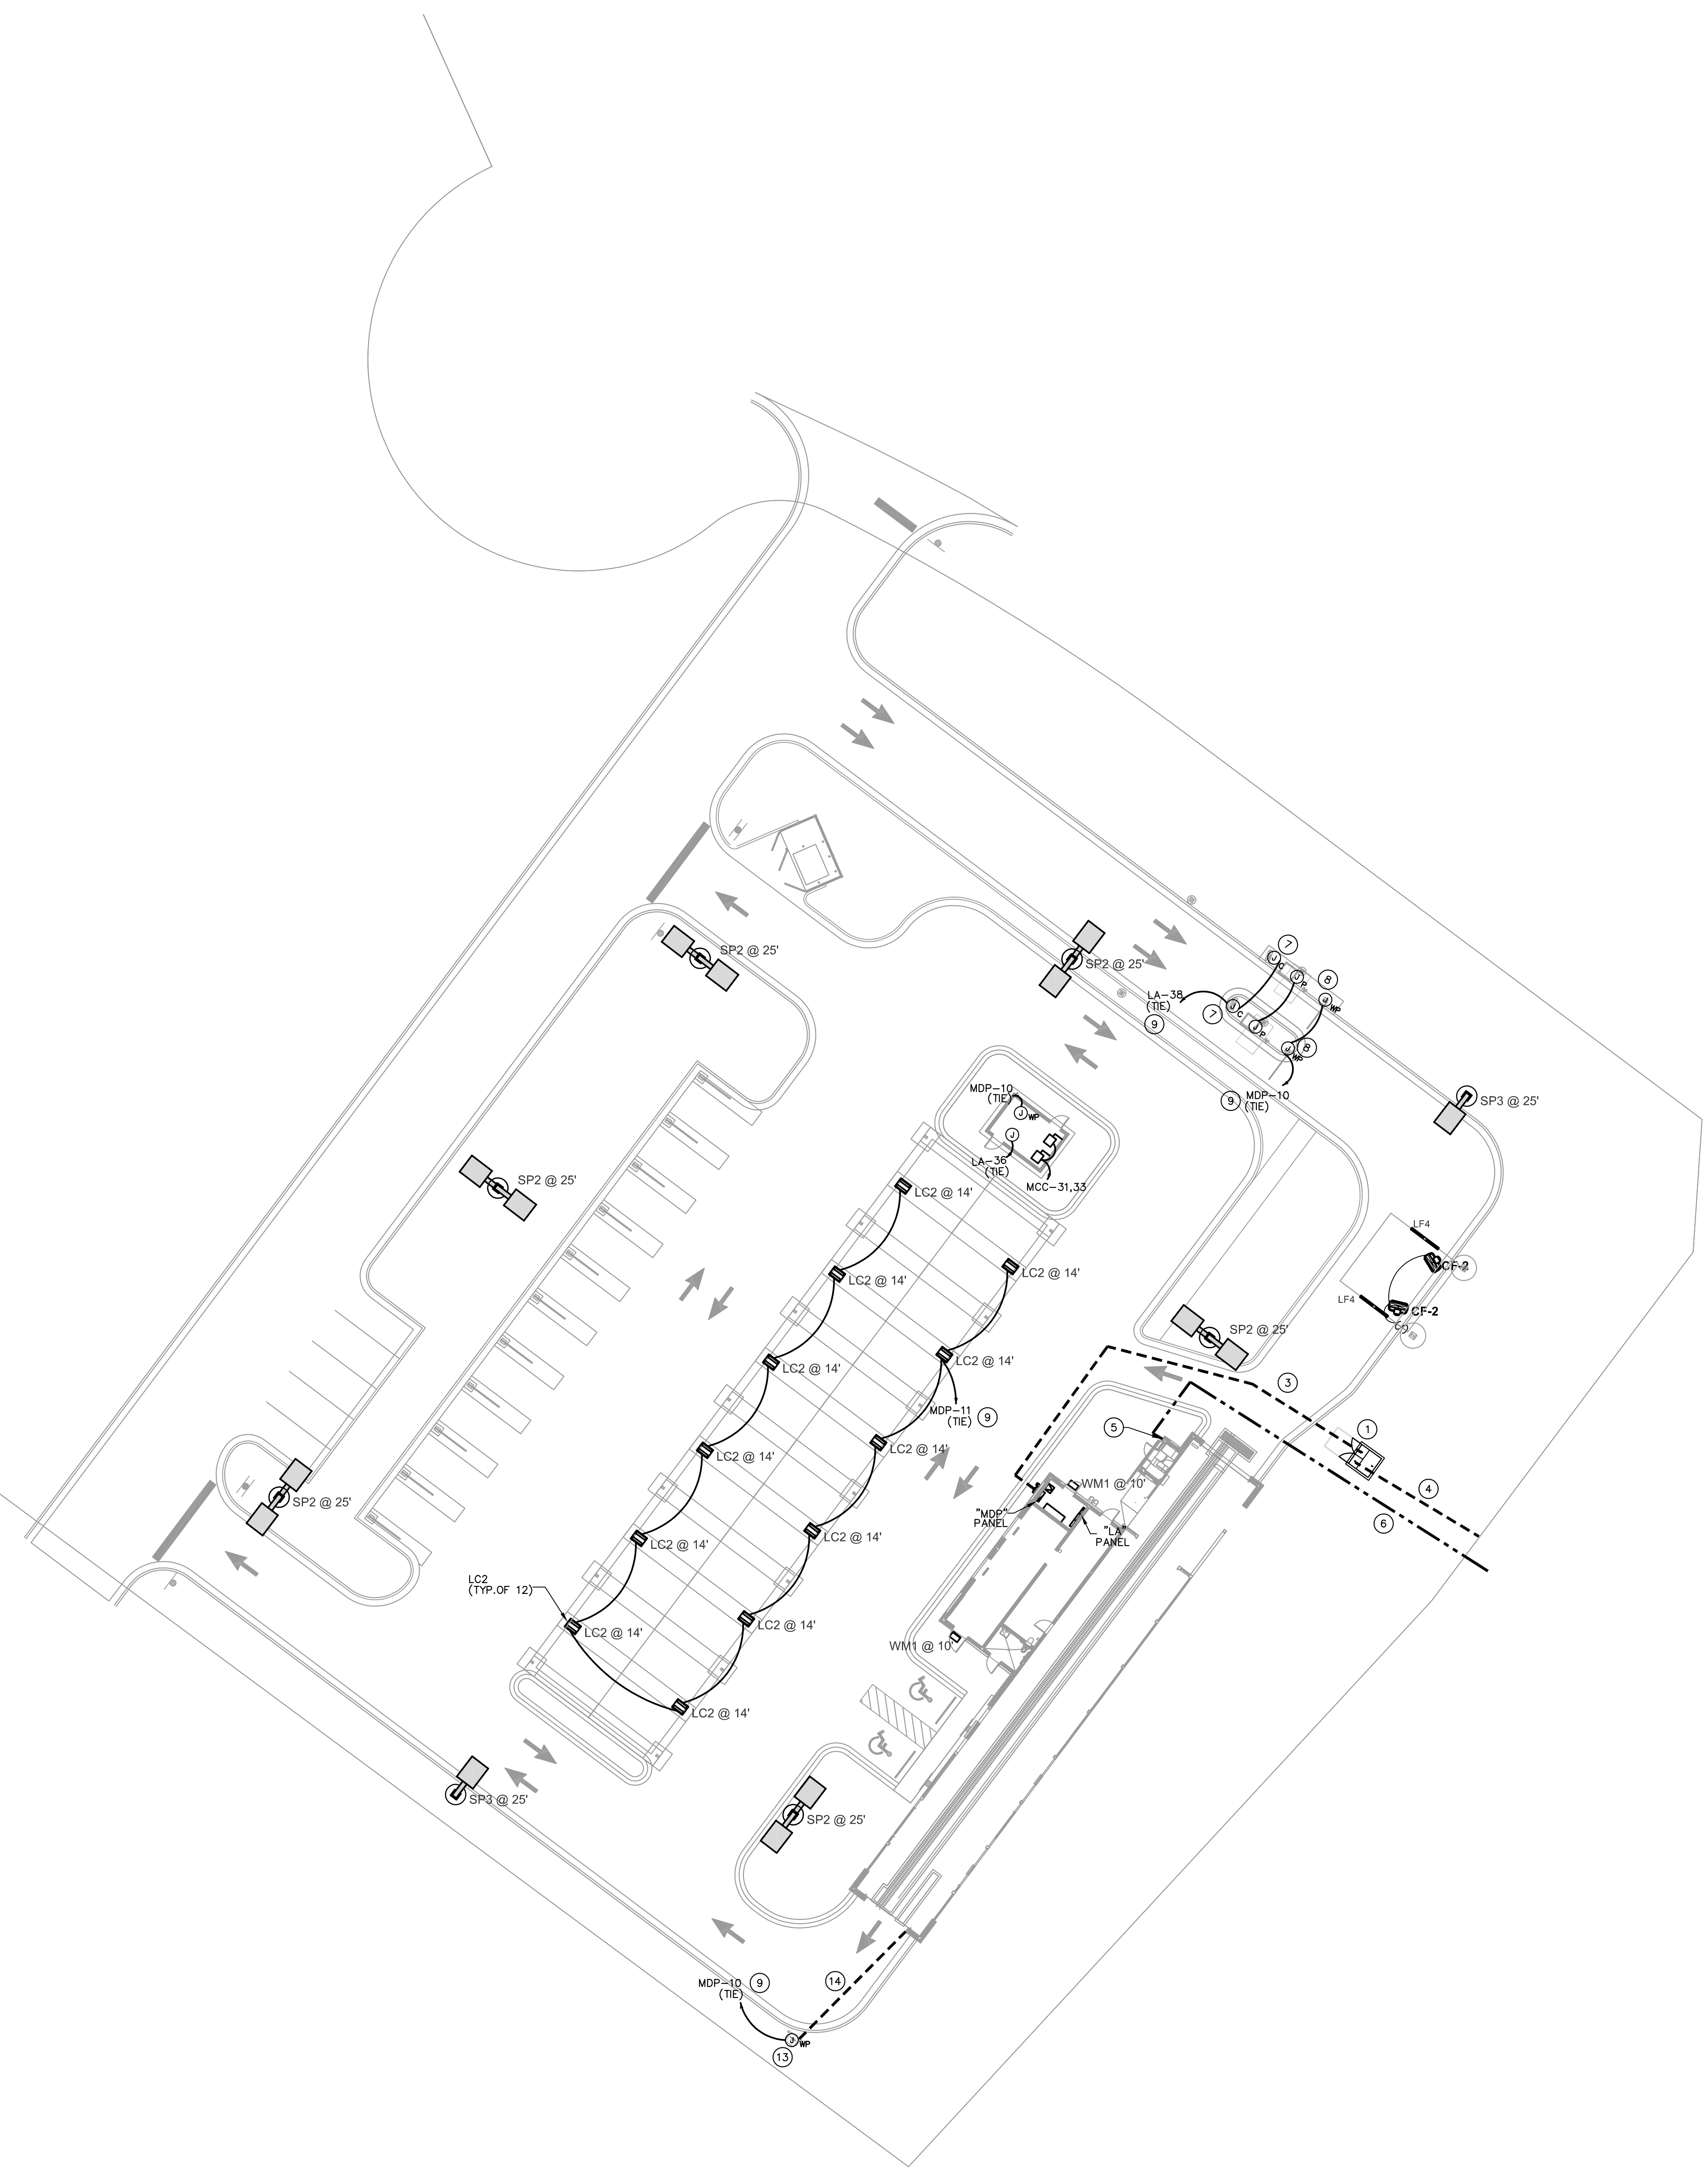 SP2 @ 25'
SP2 @ 25'
7
8
C
P
LA-38
(TIE)
9
7
C
P
WP
8
WP
9
MDP-10
(TIE)
SP3 @ 25'
MDP-10
(TIE)
J
WP
J
LA-36
(TIE)
MCC-31,33
SP2 @ 25'
LC2 @ 14'
LC2 @ 14'
LC2 @ 14'
LF4
CF-2
LF4
CF-2
SP2 @ 25'
LC2 @ 14'
LC2 @ 14'
3
MDP-11
(TIE)
9
5
1
LC2 @ 14'
LC2 @ 14'
WM1 @ 10'
4
6
SP2 @ 25'
"MDP"
PANEL
"LA"
PANEL
LC2 @ 14'
LC2 @ 14'
LC2
(TYP.OF 12)
LC2 @ 14'
LC2 @ 14'
WM1 @ 10'
LC2 @ 14'
SP3 @ 25'
SP2 @ 25'
MDP-10
(TIE)
9
14
J
WP
13